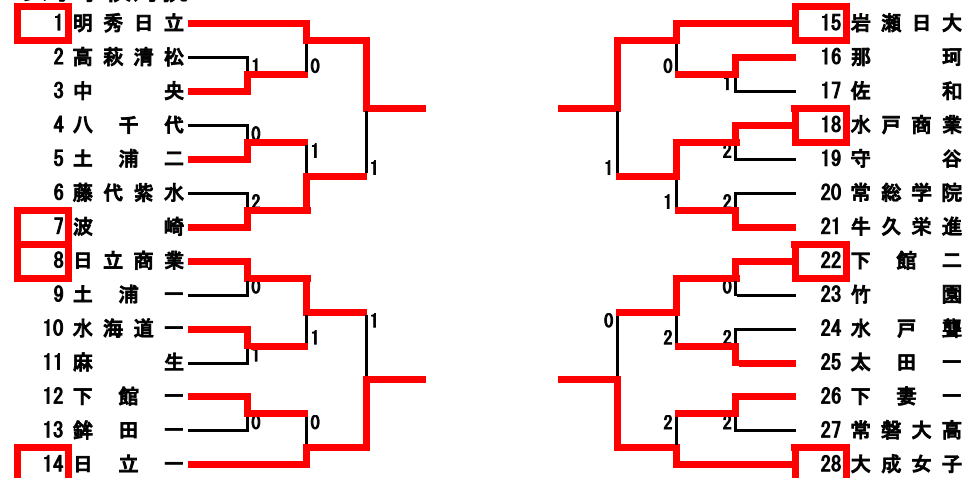 1 明秀日立
2 高萩清松
3 中央
4 八千代
5 土浦二
6 藤代紫水
7 波崎
8 日立商業
9 土浦一
10 水海道一
11 麻生
12 下館一
13 鉾田一
14 日立一
1
0
0
1
2
1
0
1
1
1
0
0
15 岩瀬日大
16 那珂
17 佐和
18 水戸商業
19 守谷
20 常総学院
21 牛久栄進
22 下館二
23 竹園
24 水戸聾
25 太田一
26 下妻一
27 常磐大高
28 大成女子
0
1
2
1
1
2
0
0
2
2
2
2